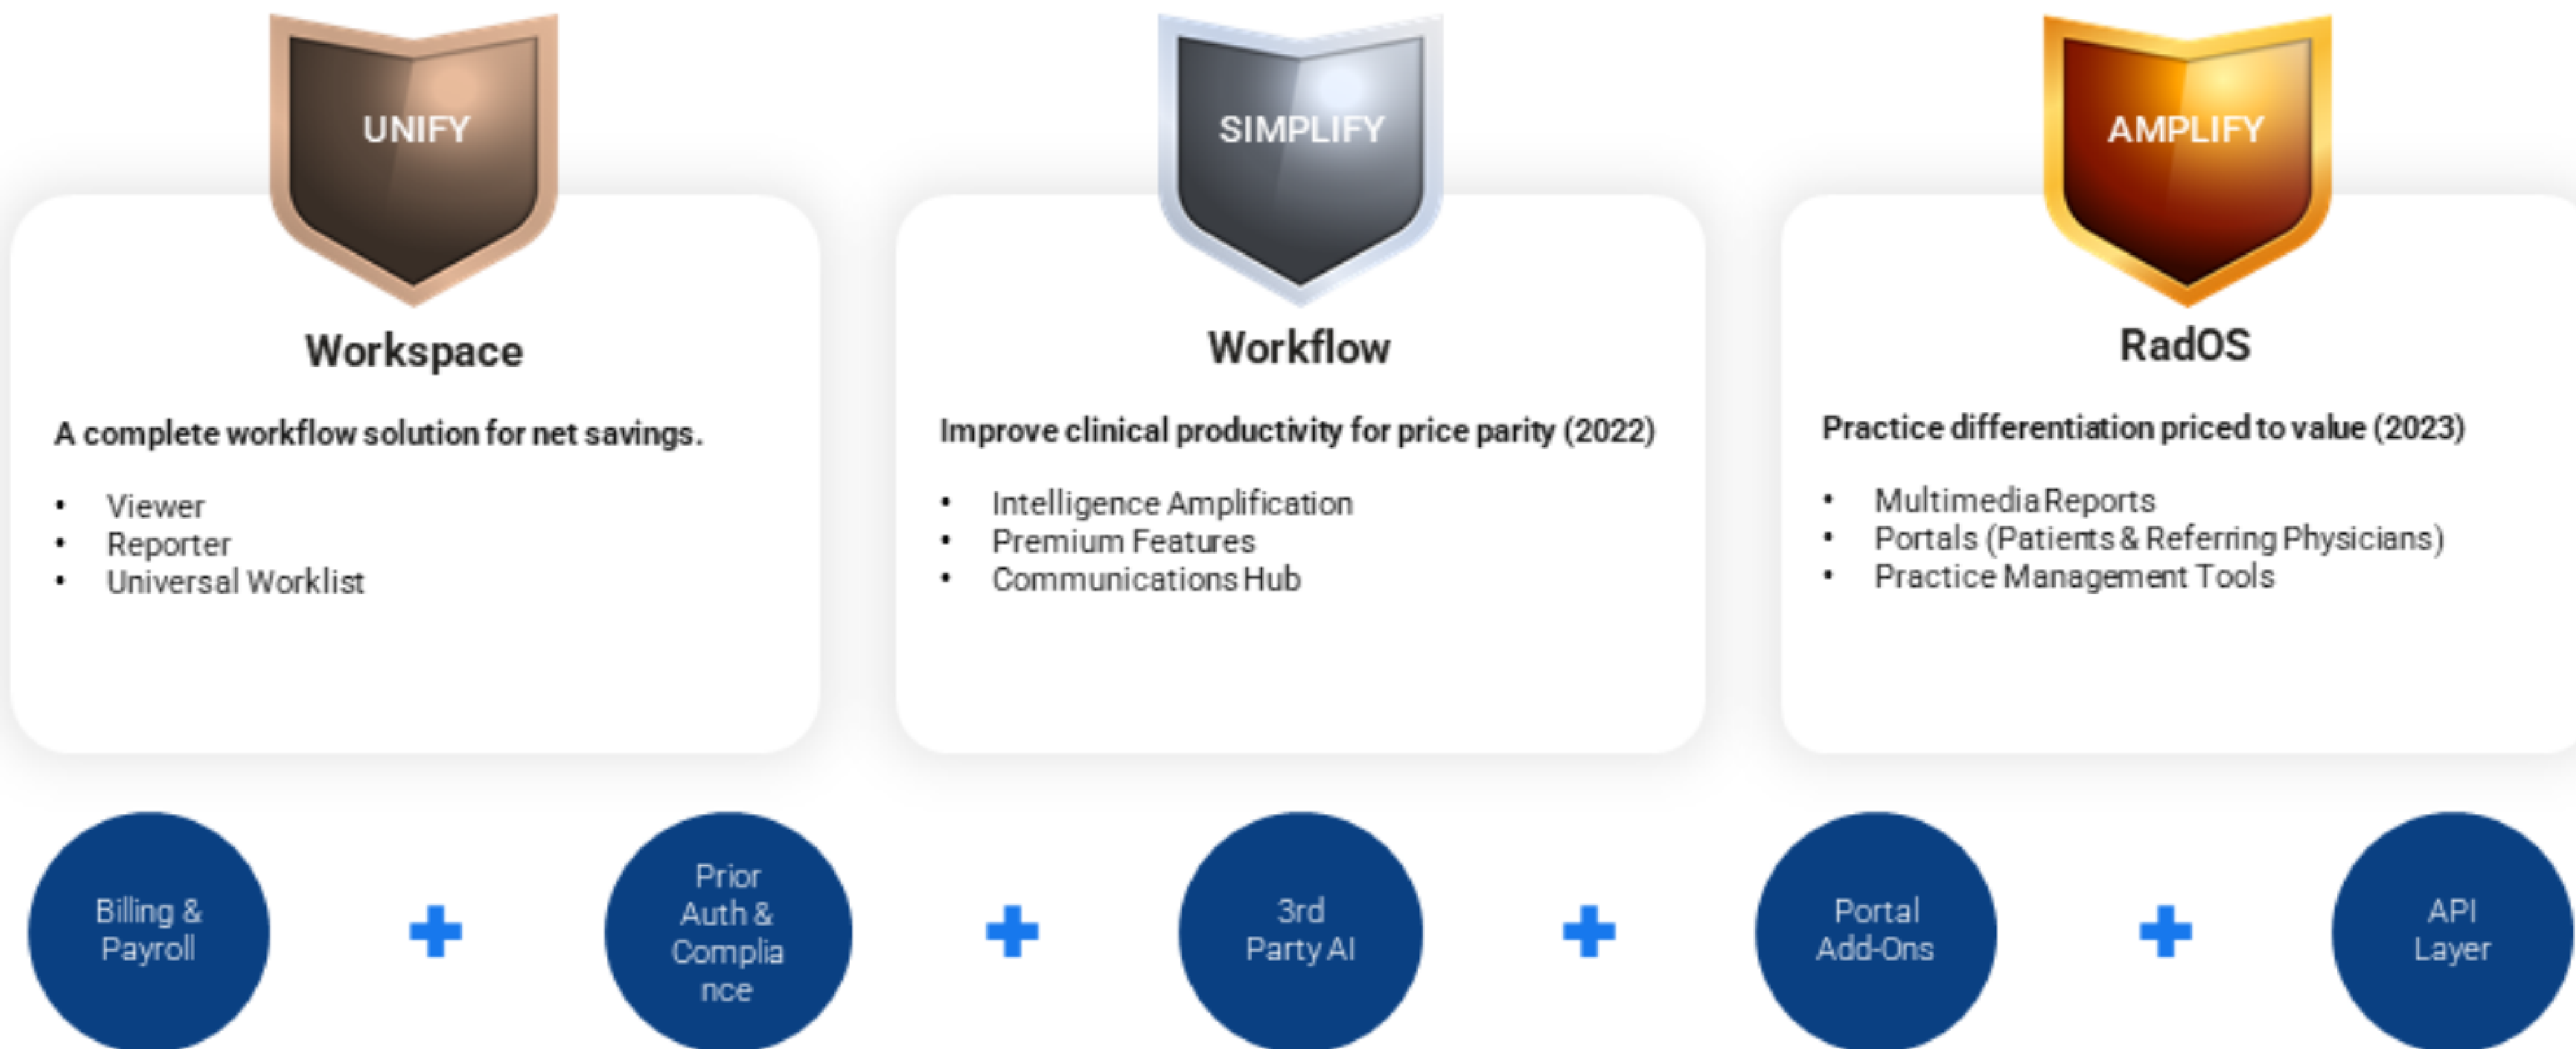 UNIFY
Workspace
A complete workflow solution for net savings.
• Viewer
• Reporter
• Universal Worklist
SIMPLIFY
Workflow
Improve clinical productivity for price parity (2022)
• Intelligence Amplification
• Premium Features
• Communications Hub
AMPLIFY
RadOS
Practice differentiation priced to value (2023)
• Multimedia Reports
• Portals (Patients & Referring Physicians)
• Practice Management Tools
Billing &
Payroll
Prior
Auth &
Complia
nce
3rd
Party AI
Portal
Add-Ons
API
Layer